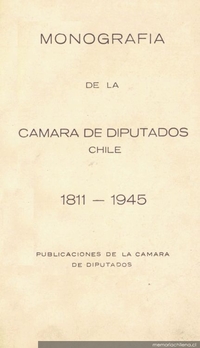 MONOGRAFIA
DE LA
CAMARA DE DIPUTADOS
CHILE
1811 – 1945
PUBLICACIONES DE LA CAMARA
DE DIPUTADOS
memoriachilena.cl